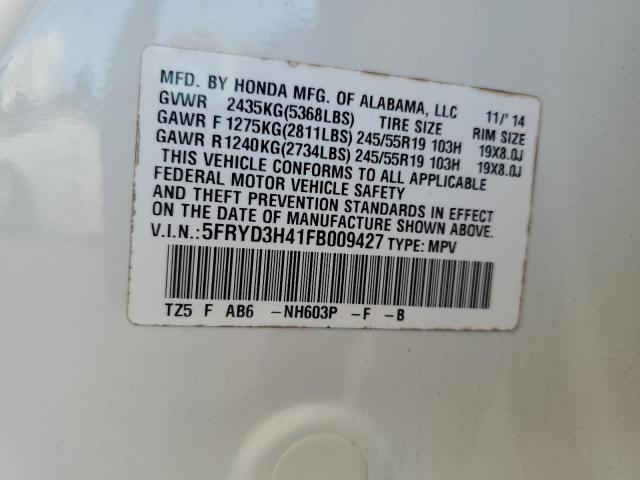 MFD. BY HONDA MFG. OF ALABAMA, LLC 11/'14
GVWR 2435KG(5368LBS) TIRE SIZE RIM SIZE
GAWR F 1275KG(2811LBS) 245/55R19 103H 19X8.0J
GAWR R1240KG(2734LBS) 245/55R19 103H 19X8.0J
THIS VEHICLE CONFORMS TO ALL APPLICABLE
FEDERAL MOTOR VEHICLE SAFETY
AND THEFT PREVENTION STANDARDS IN EFFECT
ON THE DATE OF MANUFACTURE SHOWN ABOVE.
V.I.N.: 5FRYD3H41FB009427 TYPE: MPV
TZ5 F AB6 -NH603P -F -B